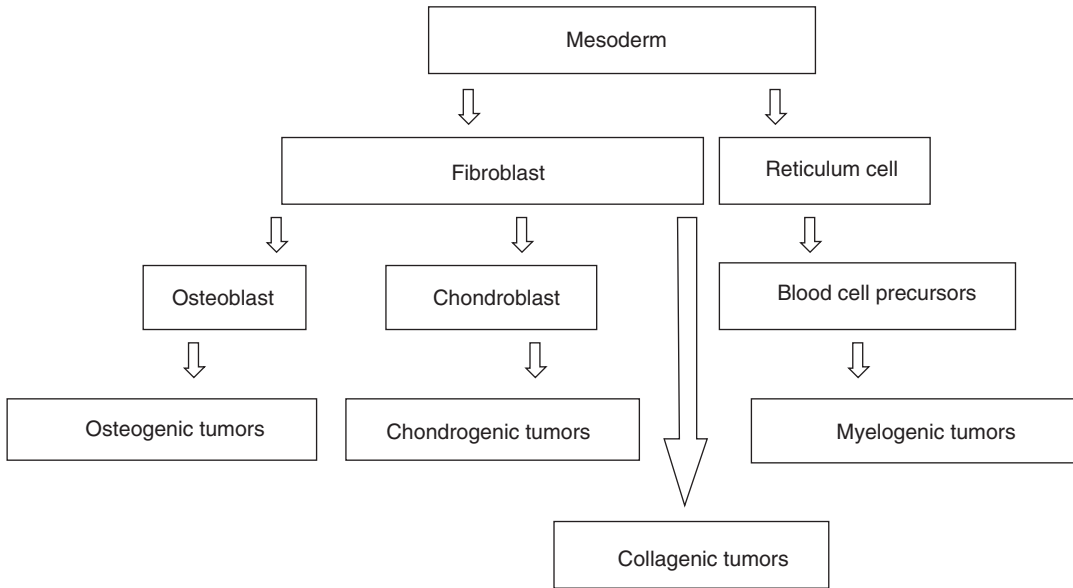 Mesoderm
Fibroblast
Reticulum cell
Osteoblast
Chondroblast
Blood cell precursors
Osteogenic tumors
Chondrogenic tumors
Myelogenic tumors
Collagenic tumors